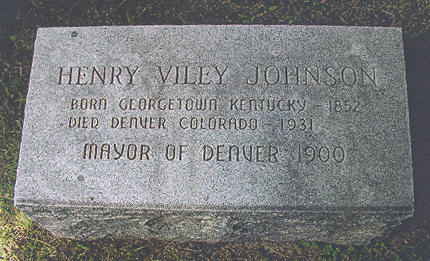 HENRY VILEY JOHNSON
BORN GEORGETOWN KENTUCKY - 1852
DIED DENVER COLORADO - 1931
MAYOR OF DENVER 1900